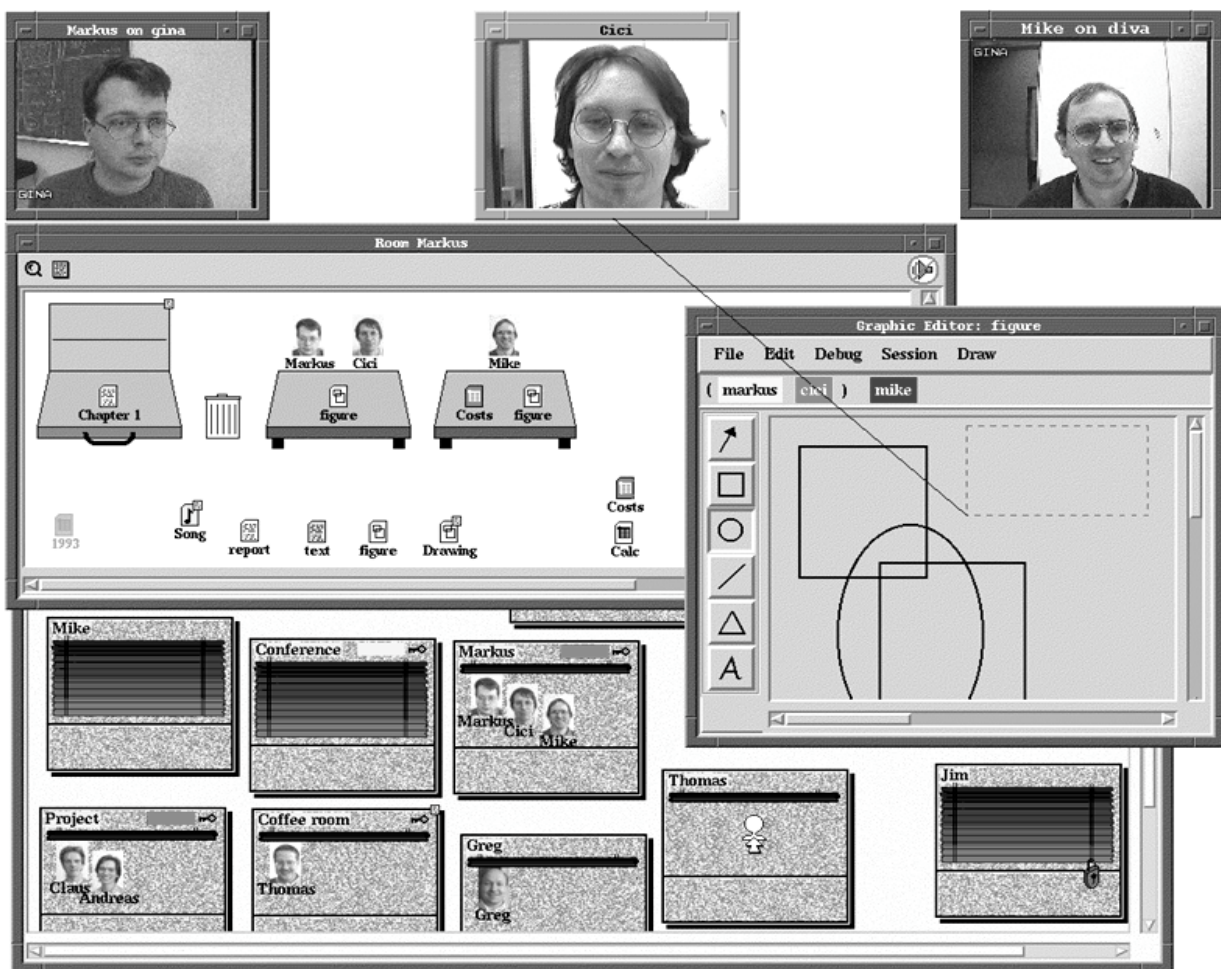 Markus on gina
GINA
Cici
Mike on diva
GINA
Room Markus
Markus Cici
Mike
Chapter 1
figure
Costs figure
Costs
1993
Song
report
text
figure
Drawing
Calc
Graphic Editor: figure
File Edit Debug Session Draw
( markus cici ) mike
A
Mike
Conference
Markus
Markus
Cici
Mike
Thomas
Jim
Project
Claus
Andreas
Coffee room
Thomas
Greg
Greg